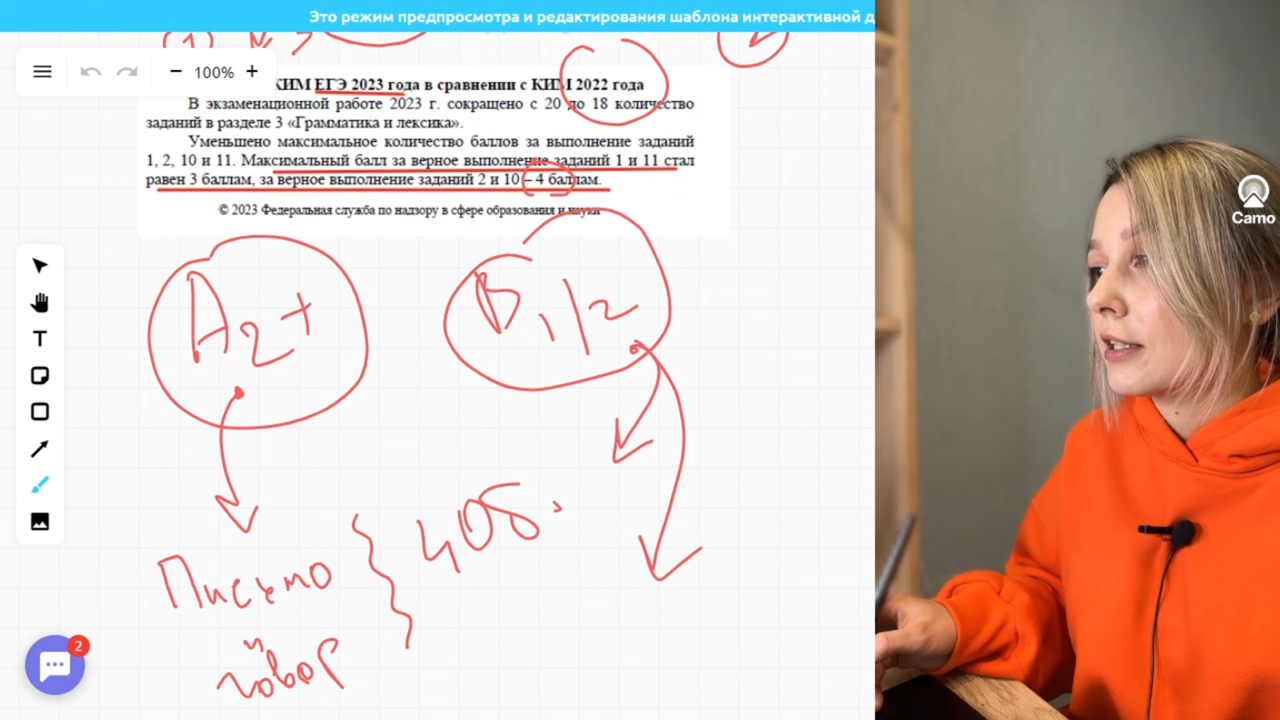 Это режим предпросмотра и редактирования шаблона интерактивной д
100%
КИМ ЕГЭ 2023 года в сравнении с КИМ 2022 года
В экзаменационной работе 2023 г. сокращено с 20 до 18 количество
заданий в разделе 3 «Грамматика и лексика».
Уменьшено максимальное количество баллов за выполнение заданий
1, 2, 10 и 11. Максимальный балл за верное выполнение заданий 1 и 11 стал
равен 3 баллам, за верное выполнение заданий 2 и 10 – 4 баллам.
© 2023 Федеральная служба по надзору в сфере образования и науки
Camo
A2+
B1/2
T
Письмо
40б.
говор
2